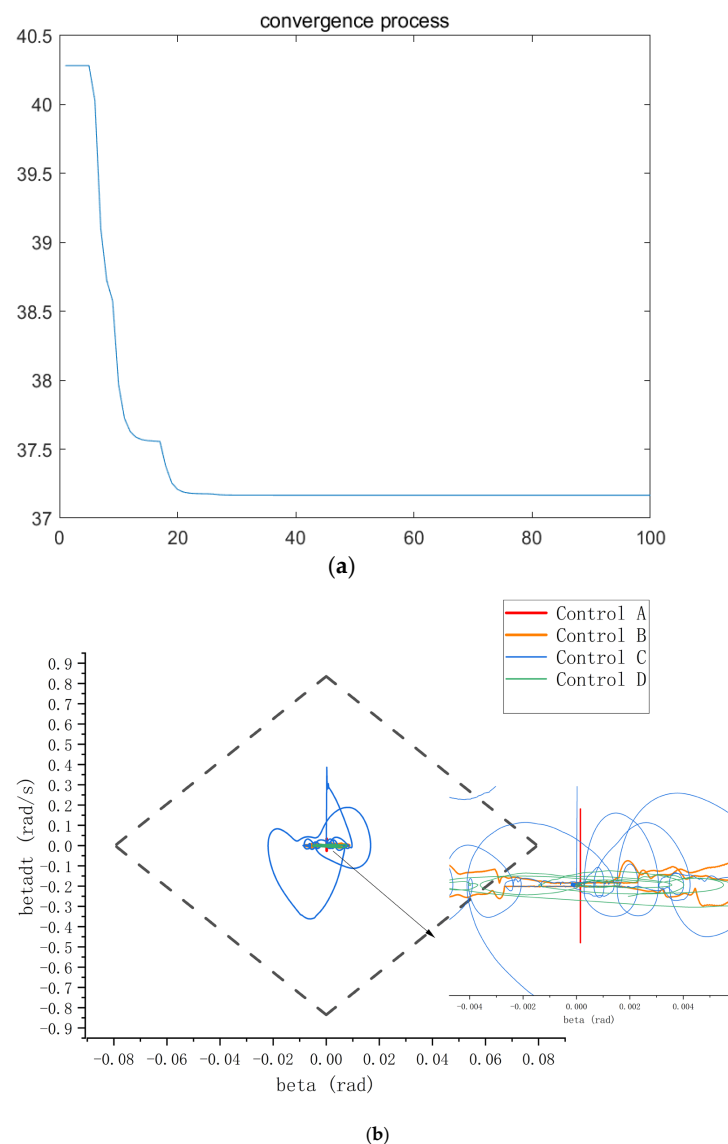 convergence process
40.5
40
39.5
39
38.5
38
37.5
37
0 20 40 60 80 100
(a)
Control A
Control B
Control C
Control D
0.9
0.8
0.7
0.6
0.5
0.4
0.3
0.2
0.1
0.0
-0.1
-0.2
-0.3
-0.4
-0.5
-0.6
-0.7
-0.8
-0.9
betadt (rad/s)
-0.08 -0.06 -0.04 -0.02 0.00 0.02 0.04 0.06 0.08
beta (rad)
-0.004 -0.002 0.000 0.002 0.004
beta (rad)
(b)